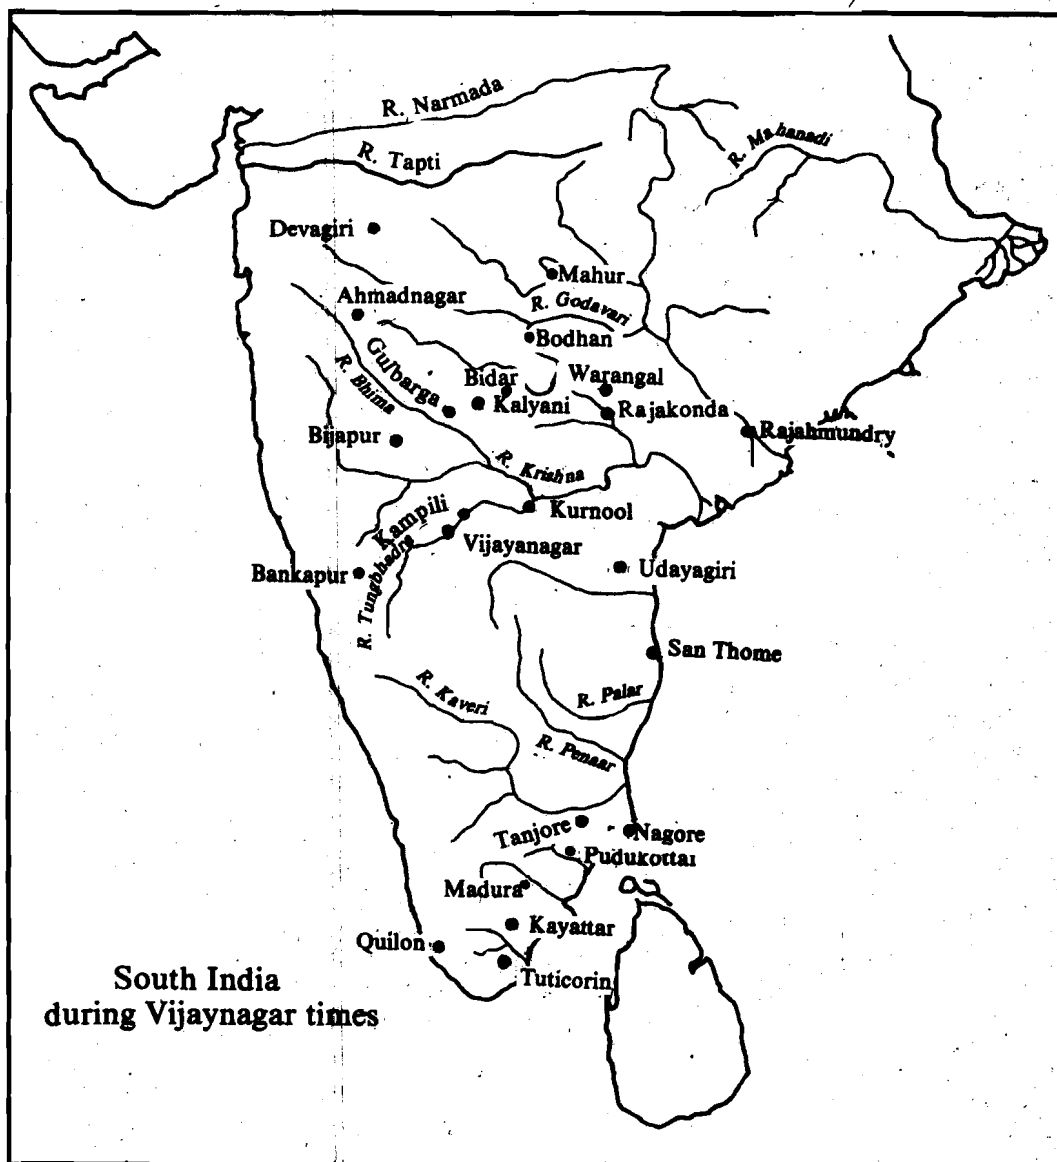 R. Narmada
R. Mahanadi
R. Tapti
Devagiri
Mahur
Ahmadnagar
R. Godavari
Bodhan
Gulbarga
R. Bhima
Bidar
Warangal
Kalyani
Rajakonda
Bijapur
Rajahmundry
R. Krishna
Kampili
Kurnool
Vijayanagar
Bankapur
R. Tungbhadra
Udayagiri
San Thome
R. Kaveri
R. Palar
R. Penaar
Tanjore
Nagore
Pudukottai
Madura
Kayattar
Quilon
Tuticorin
South India
during Vijaynagar times